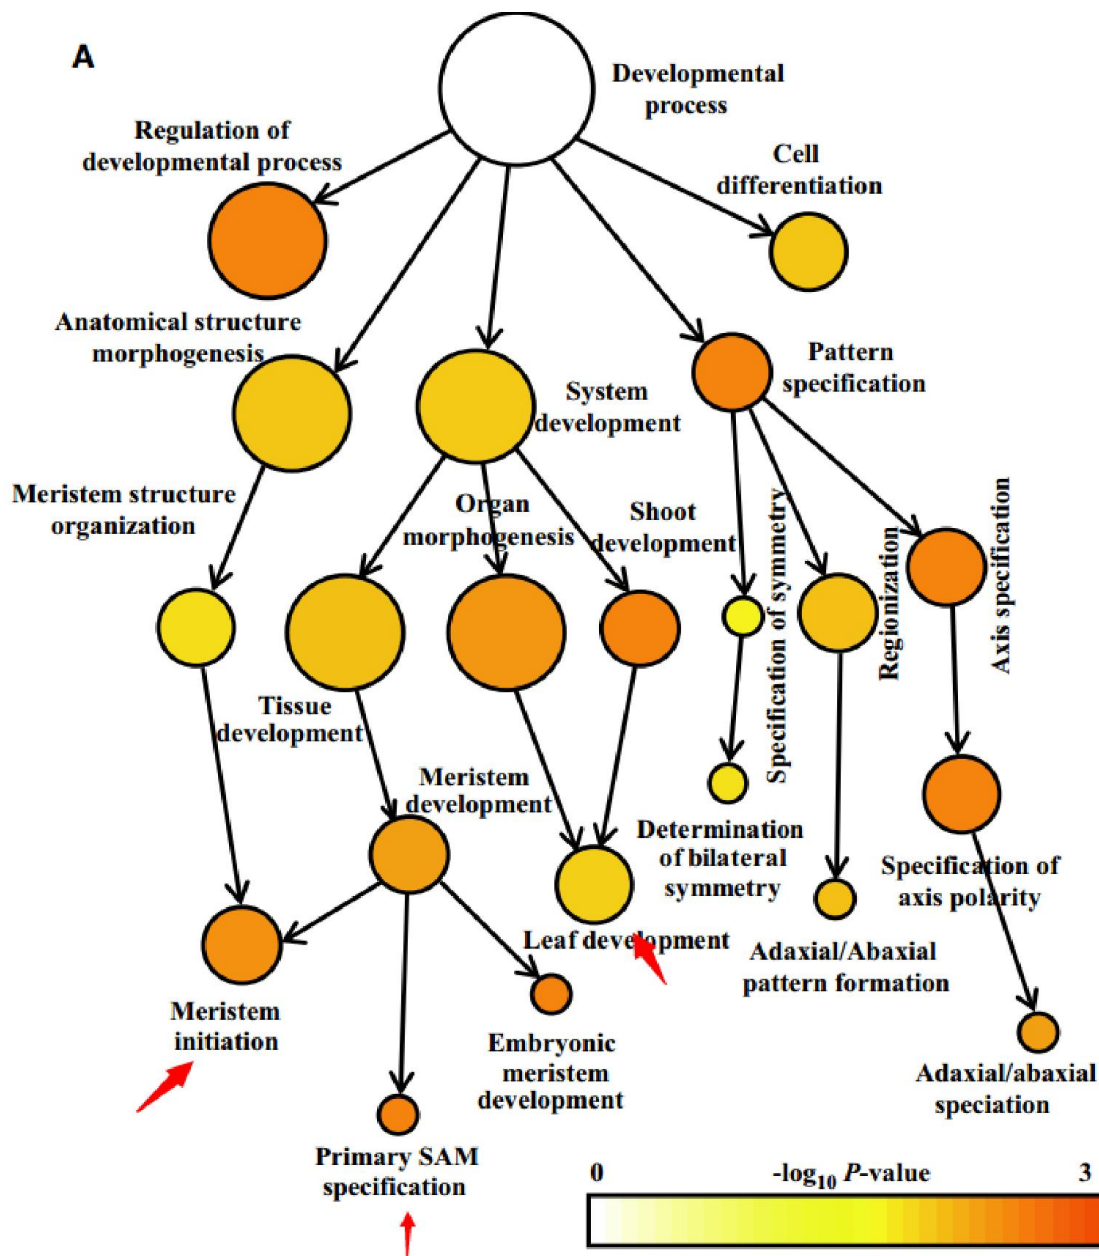 A
Developmental
process
Regulation of
developmental process
Cell
differentiation
Anatomical structure
morphogenesis
Pattern
specification
System
development
Meristem structure
organization
Organ
morphogenesis
Shoot
development
Specification of symmetry
Regionization
Axis specification
Tissue
development
Meristem
development
Determination
of bilateral
symmetry
Specification of
axis polarity
Leaf development
Adaxial/Abaxial
pattern formation
Meristem
initiation
Embryonic
meristem
development
Adaxial/abaxial
speciation
Primary SAM
specification
0 -log10 P-value 3